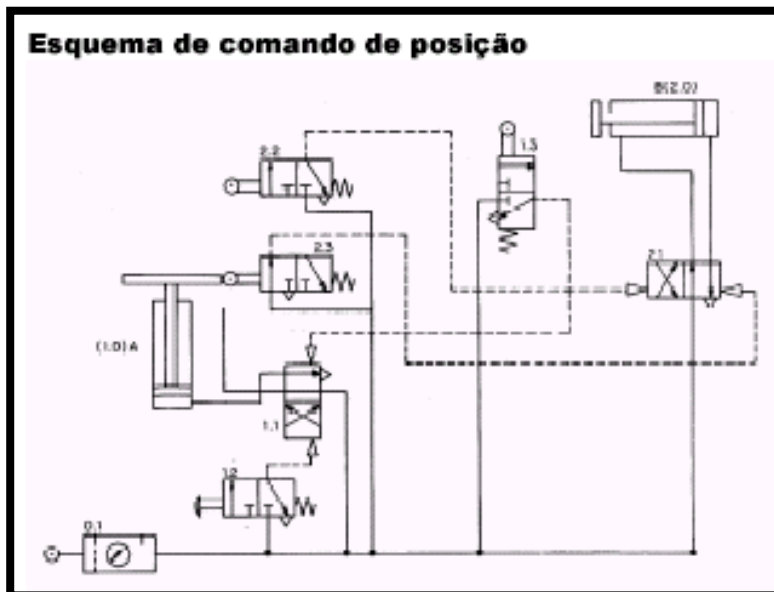 Esquema de comando de posição
B(2.0)
2.2
1.3
2.3
2.1
(1.0)A
1.1
1.2
0.1